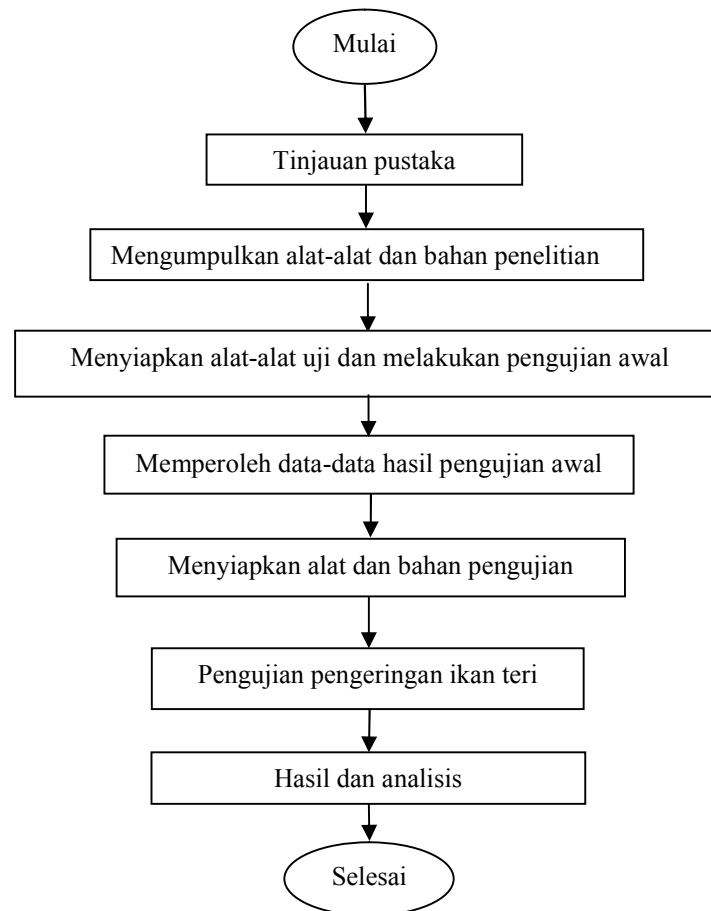 Mulai
Tinjauan pustaka
Mengumpulkan alat-alat dan bahan penelitian
Menyiapkan alat-alat uji dan melakukan pengujian awal
Memperoleh data-data hasil pengujian awal
Menyiapkan alat dan bahan pengujian
Pengujian pengeringan ikan teri
Hasil dan analisis
Selesai